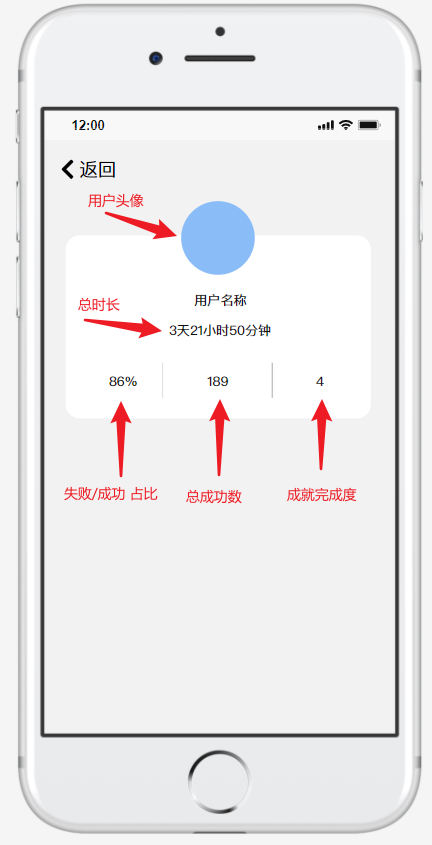 12:00
返回
用户头像
用户名称
总时长
3天21小时50分钟
86%
189
4
失败/成功 占比
总成功数
成就完成度